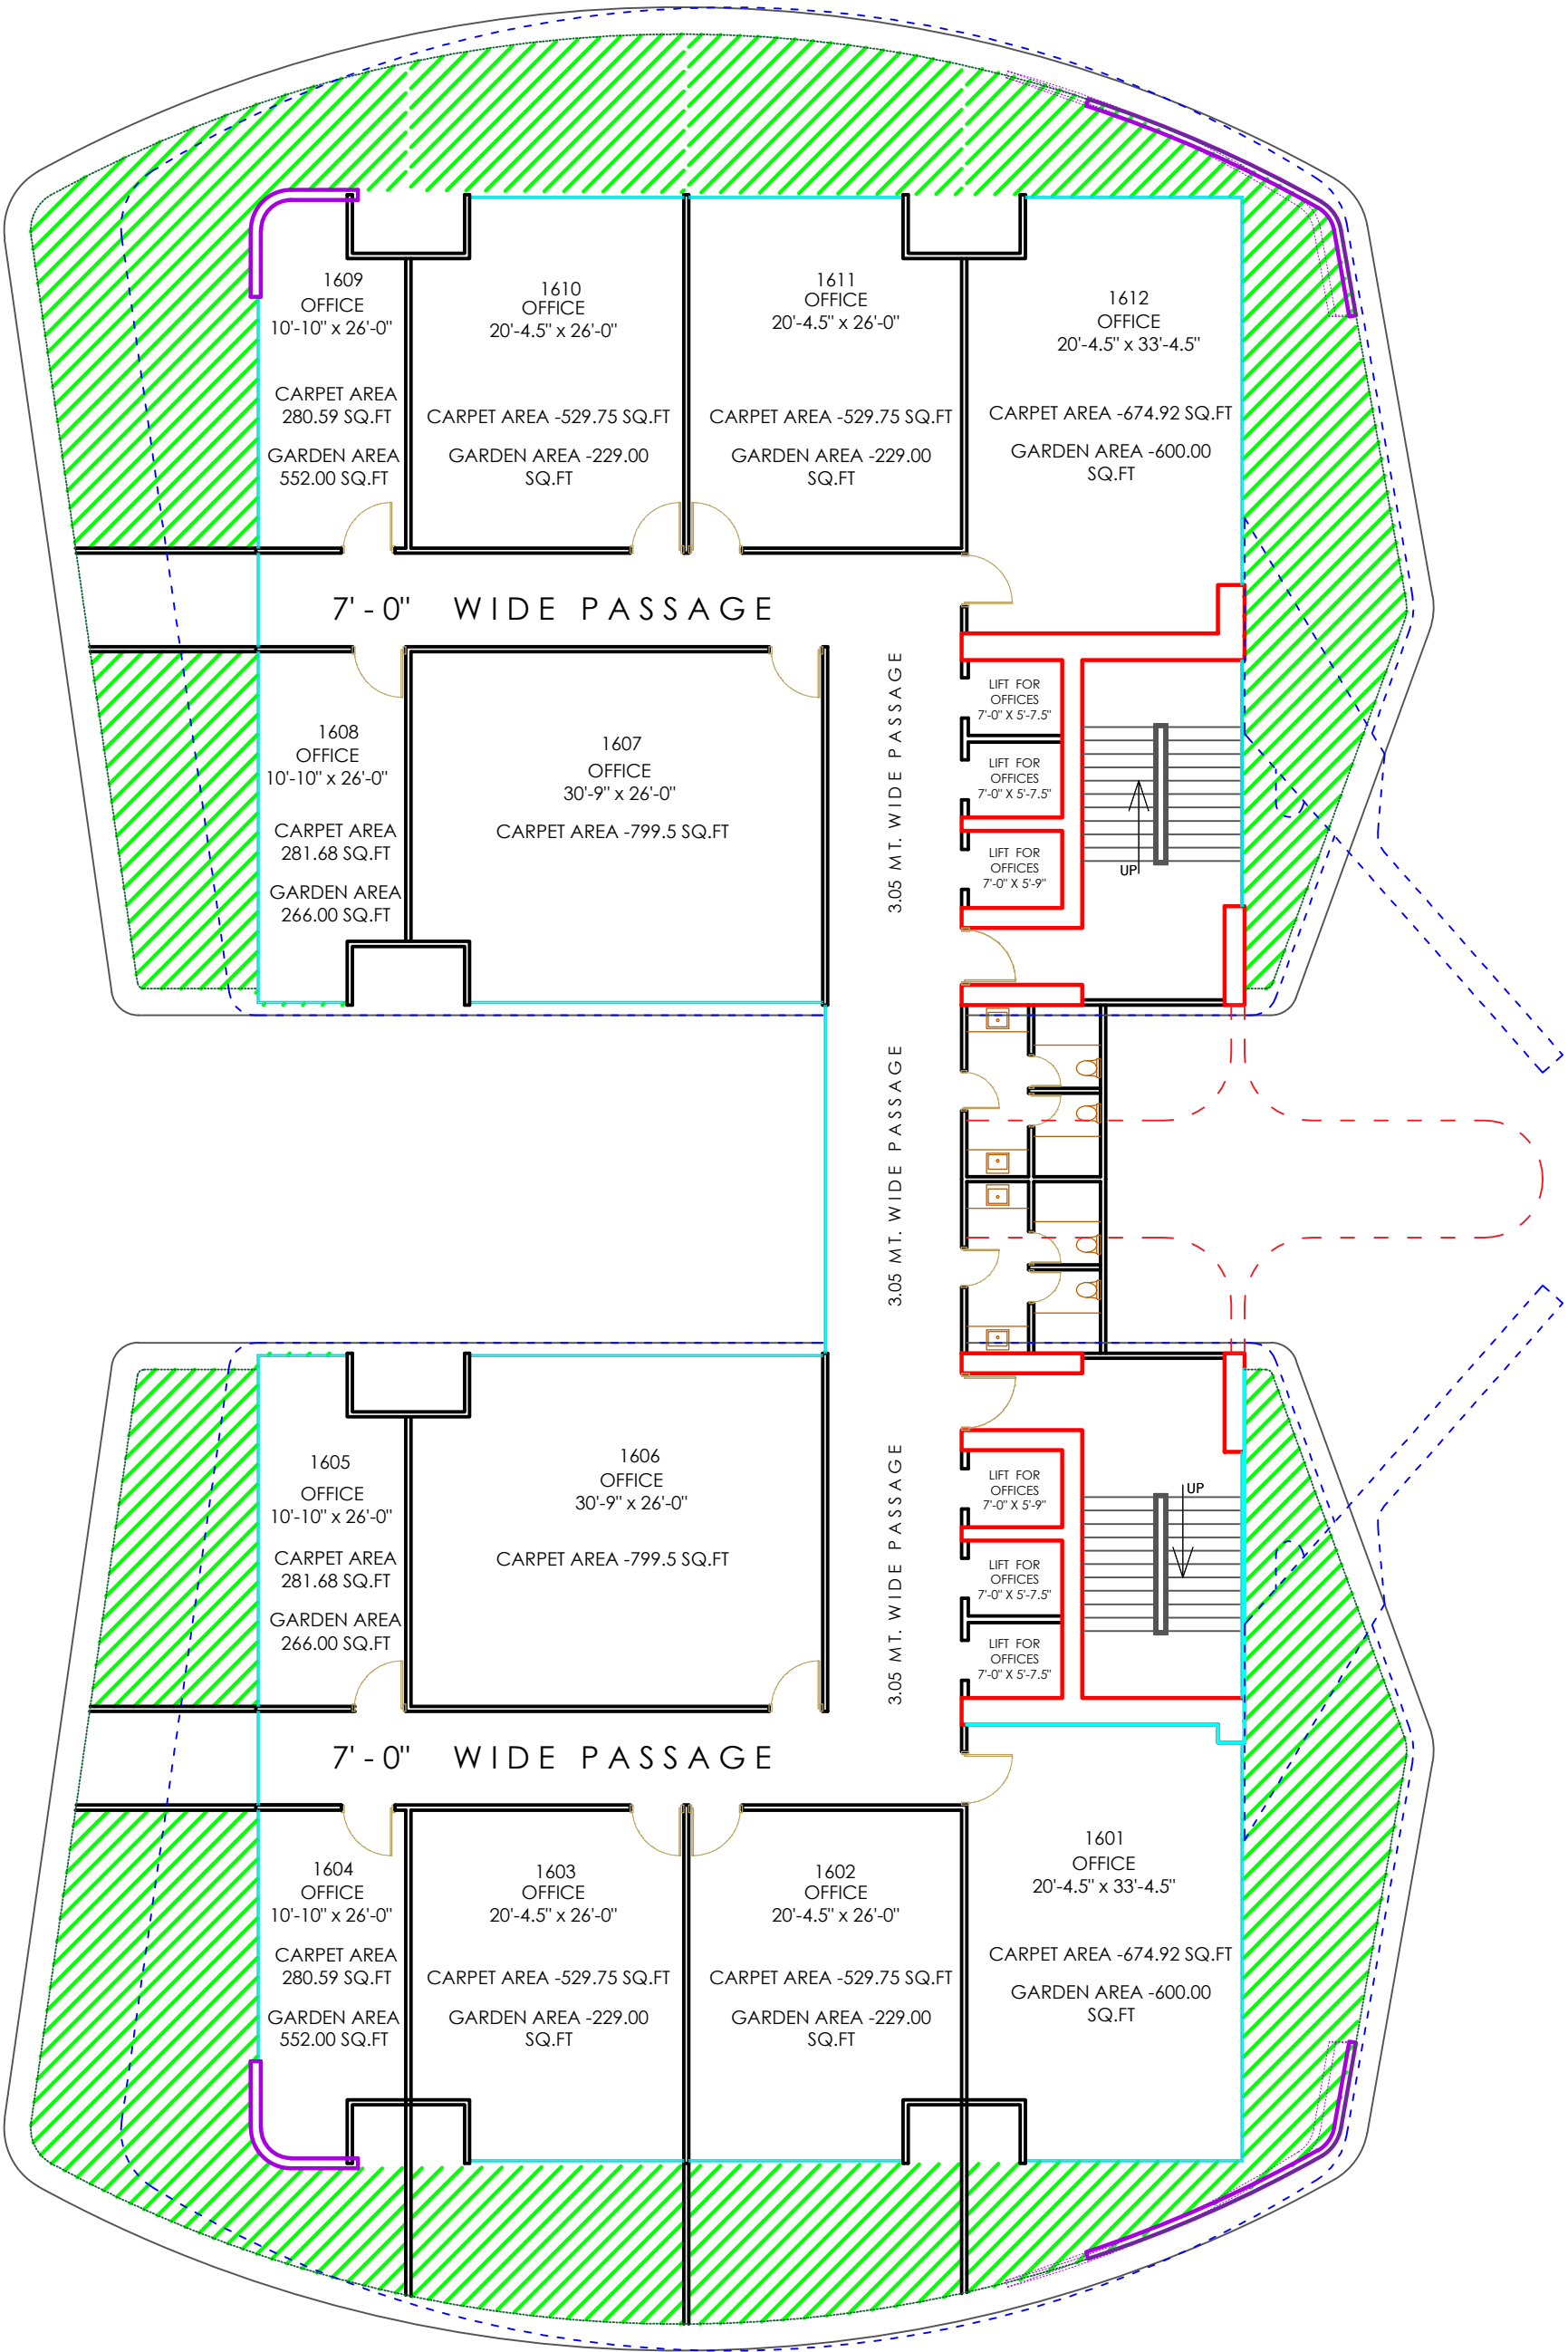 1609
OFFICE
10'-10" x 26'-0"
CARPET AREA
280.59 SQ.FT
GARDEN AREA
552.00 SQ.FT
1610
OFFICE
20'-4.5" x 26'-0"
CARPET AREA -529.75 SQ.FT
GARDEN AREA -229.00
SQ.FT
1611
OFFICE
20'-4.5" x 26'-0"
CARPET AREA -529.75 SQ.FT
GARDEN AREA -229.00
SQ.FT
1612
OFFICE
20'-4.5" x 33'-4.5"
CARPET AREA -674.92 SQ.FT
GARDEN AREA -600.00
SQ.FT
7'-0" WIDE PASSAGE
1608
OFFICE
10'-10" x 26'-0"
CARPET AREA
281.68 SQ.FT
GARDEN AREA
266.00 SQ.FT
1607
OFFICE
30'-9" x 26'-0"
CARPET AREA -799.5 SQ.FT
3.05 MT. WIDE PASSAGE
LIFT FOR
OFFICES
7'-0" X 5'-7.5"
LIFT FOR
OFFICES
7'-0" X 5'-7.5"
LIFT FOR
OFFICES
7'-0" X 5'-9"
UP
3.05 MT. WIDE PASSAGE
1605
OFFICE
10'-10" x 26'-0"
CARPET AREA
281.68 SQ.FT
GARDEN AREA
266.00 SQ.FT
1606
OFFICE
30'-9" x 26'-0"
CARPET AREA -799.5 SQ.FT
3.05 MT. WIDE PASSAGE
LIFT FOR
OFFICES
7'-0" X 5'-9"
LIFT FOR
OFFICES
7'-0" X 5'-7.5"
LIFT FOR
OFFICES
7'-0" X 5'-7.5"
UP
7'-0" WIDE PASSAGE
1604
OFFICE
10'-10" x 26'-0"
CARPET AREA
280.59 SQ.FT
GARDEN AREA
552.00 SQ.FT
1603
OFFICE
20'-4.5" x 26'-0"
CARPET AREA -529.75 SQ.FT
GARDEN AREA -229.00
SQ.FT
1602
OFFICE
20'-4.5" x 26'-0"
CARPET AREA -529.75 SQ.FT
GARDEN AREA -229.00
SQ.FT
1601
OFFICE
20'-4.5" x 33'-4.5"
CARPET AREA -674.92 SQ.FT
GARDEN AREA -600.00
SQ.FT